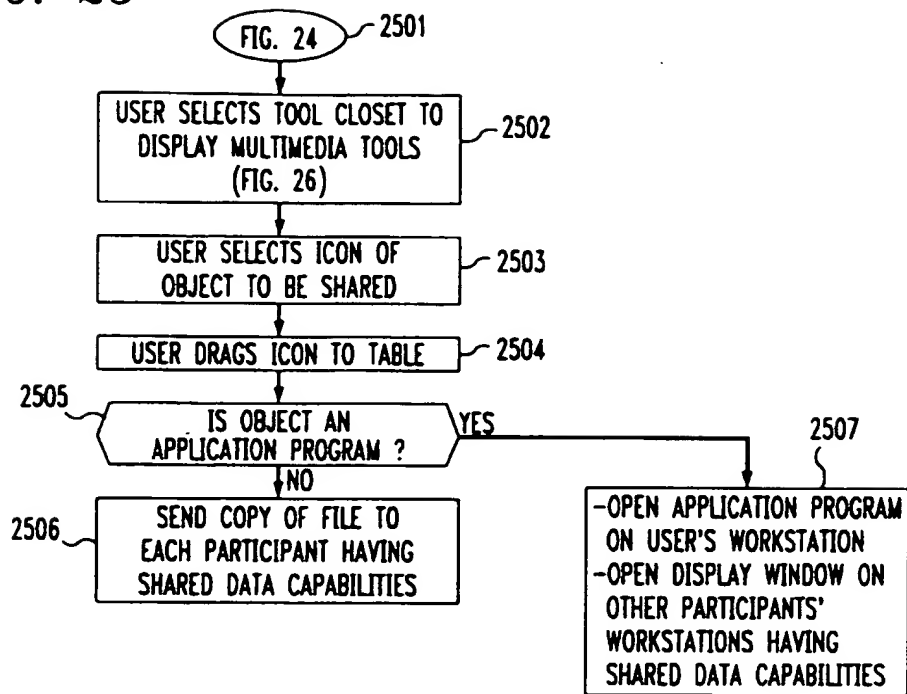 FIG. 24
2501
USER SELECTS TOOL CLOSET TO
DISPLAY MULTIMEDIA TOOLS
(FIG. 26)
2502
USER SELECTS ICON OF
OBJECT TO BE SHARED
2503
USER DRAGS ICON TO TABLE
2504
2505
IS OBJECT AN
APPLICATION PROGRAM ?
YES
NO
2506
SEND COPY OF FILE TO
EACH PARTICIPANT HAVING
SHARED DATA CAPABILITIES
2507
-OPEN APPLICATION PROGRAM
ON USER'S WORKSTATION
-OPEN DISPLAY WINDOW ON
OTHER PARTICIPANTS'
WORKSTATIONS HAVING
SHARED DATA CAPABILITIES